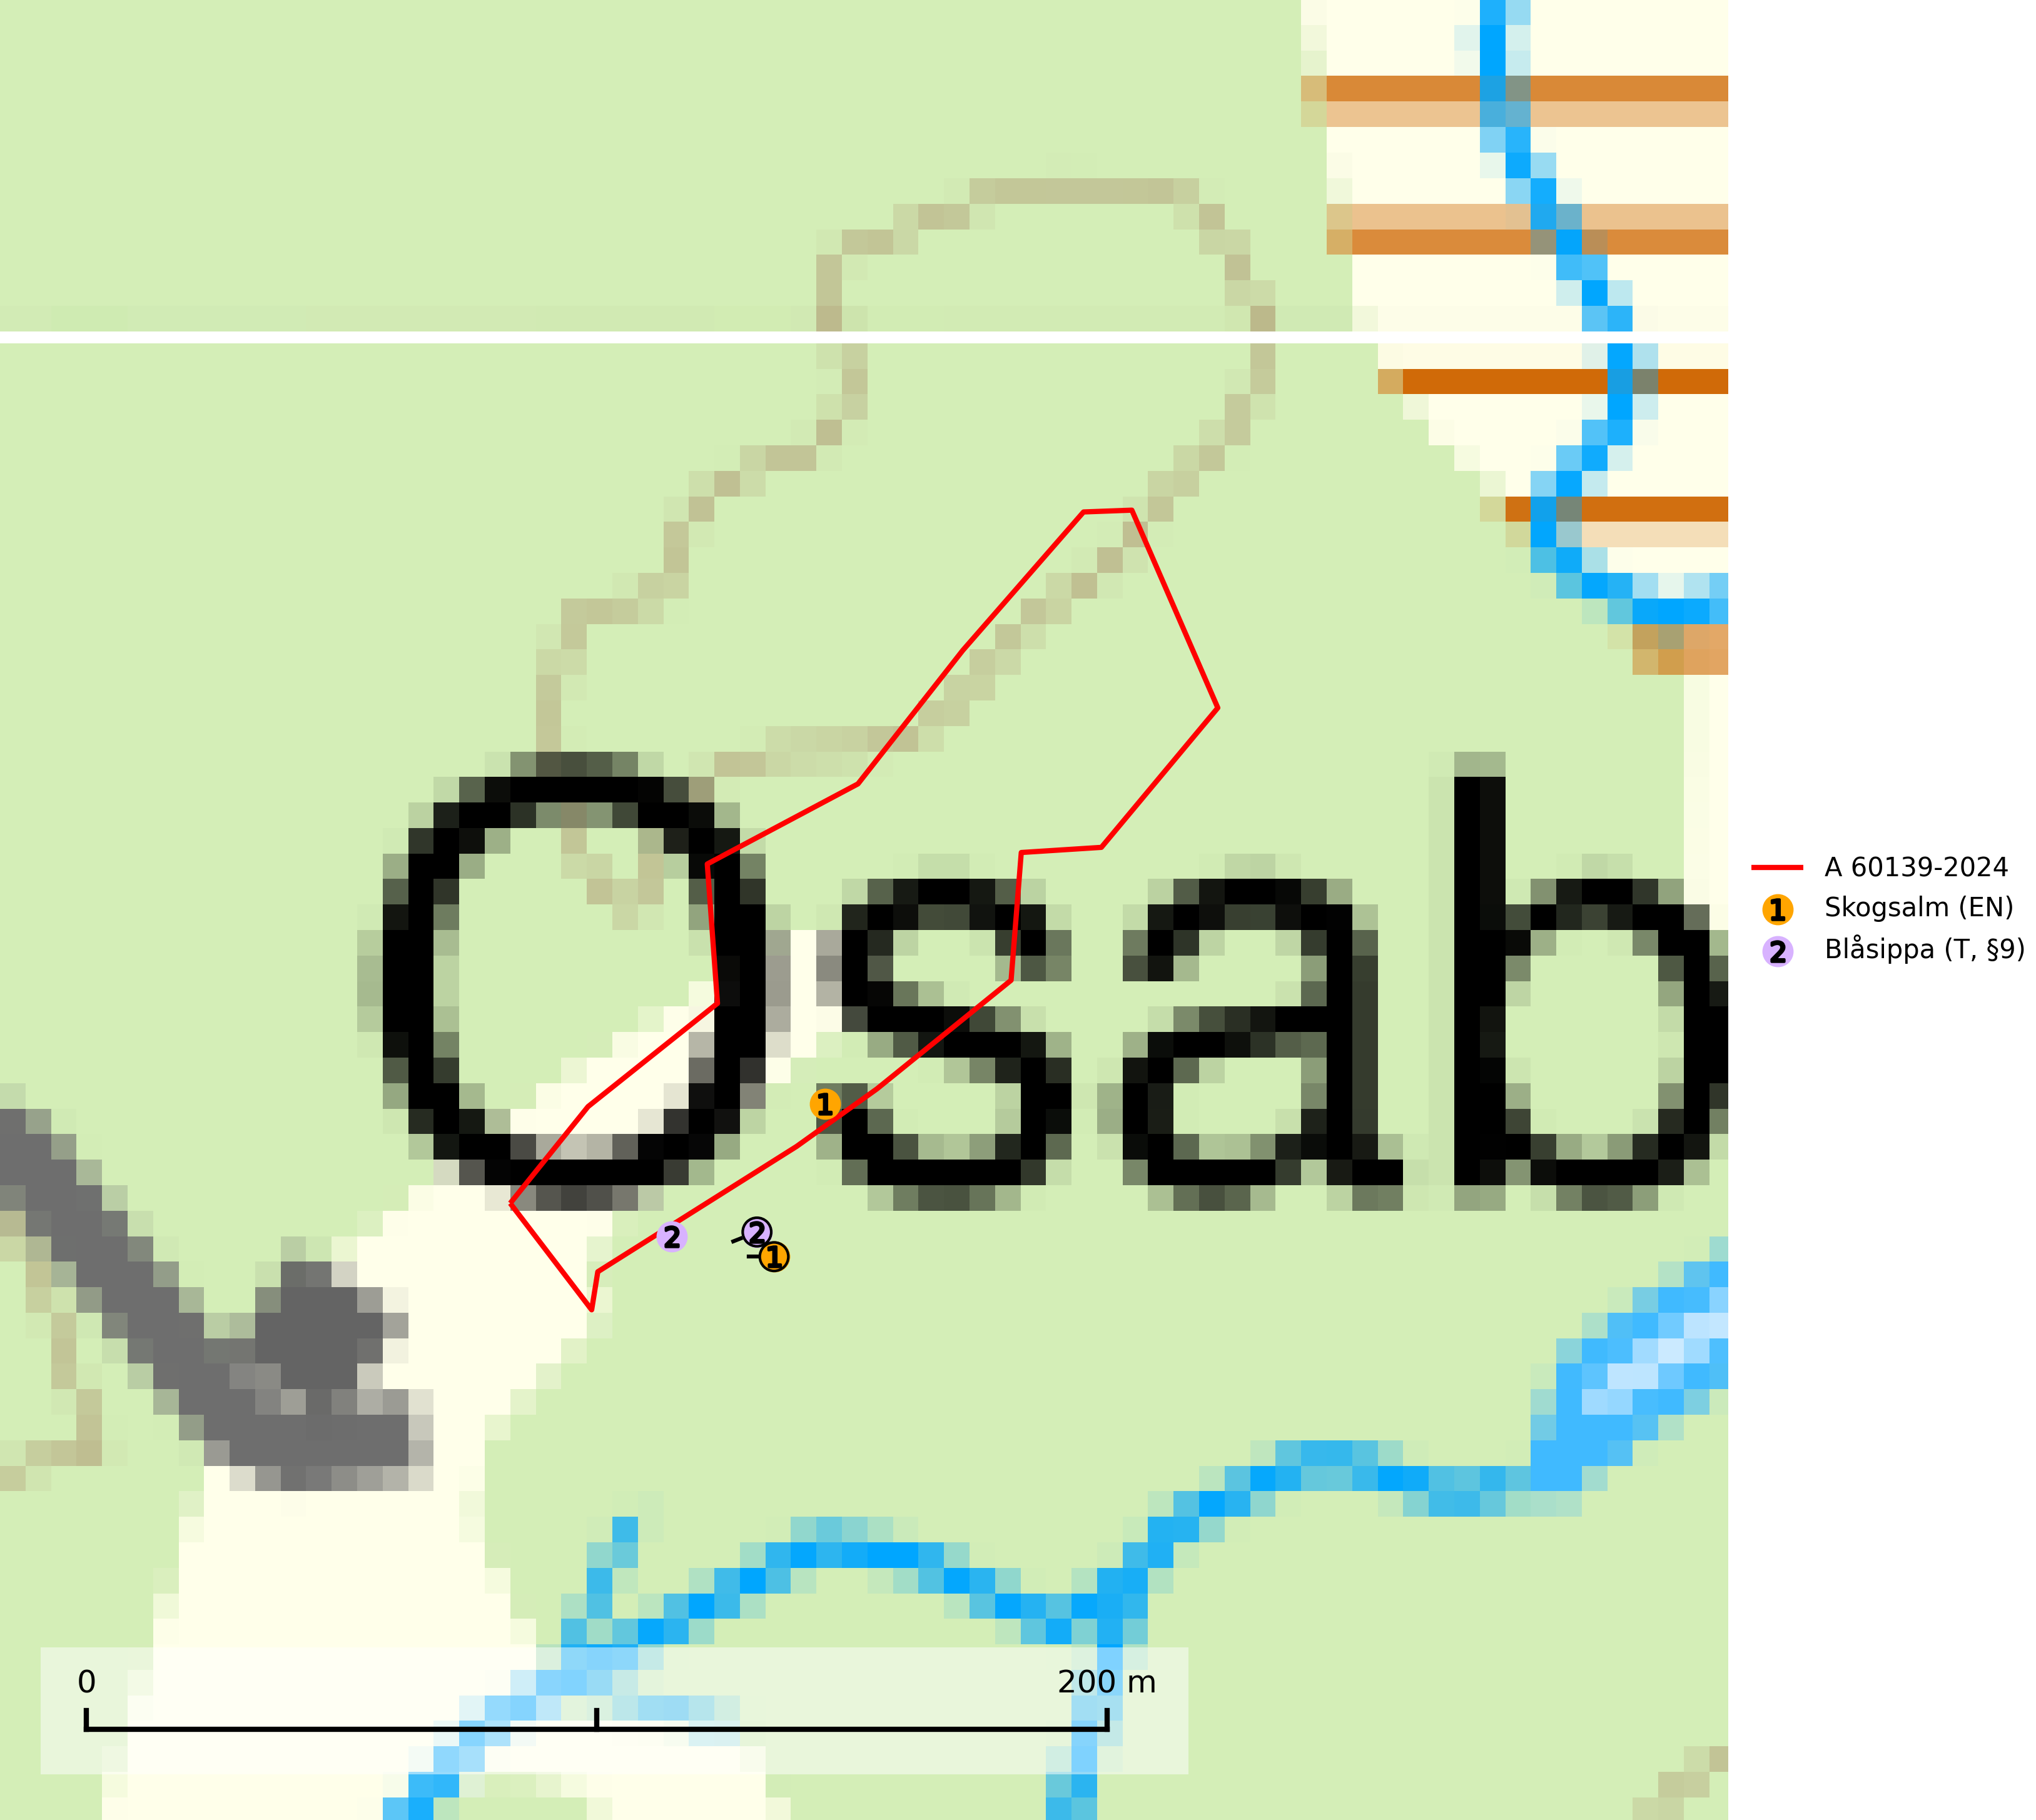 Osab
1
2
2
1
0 200 m
A 60139-2024
1 Skogsalm (EN)
2 Blåsippa (T, §9)